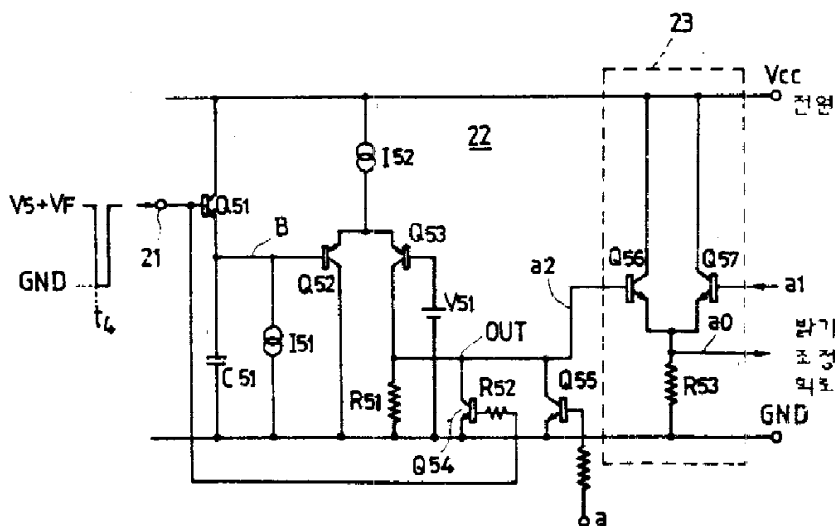 23
Vcc
전원
22
I52
V5+VF
Q51
B
Q53
21
Q52
Q56
Q57
a2
a1
GND
t4
V51
OUT
a0
밝기
조정
회로
C51
I51
R51
R52
Q55
R53
GND
Q54
a